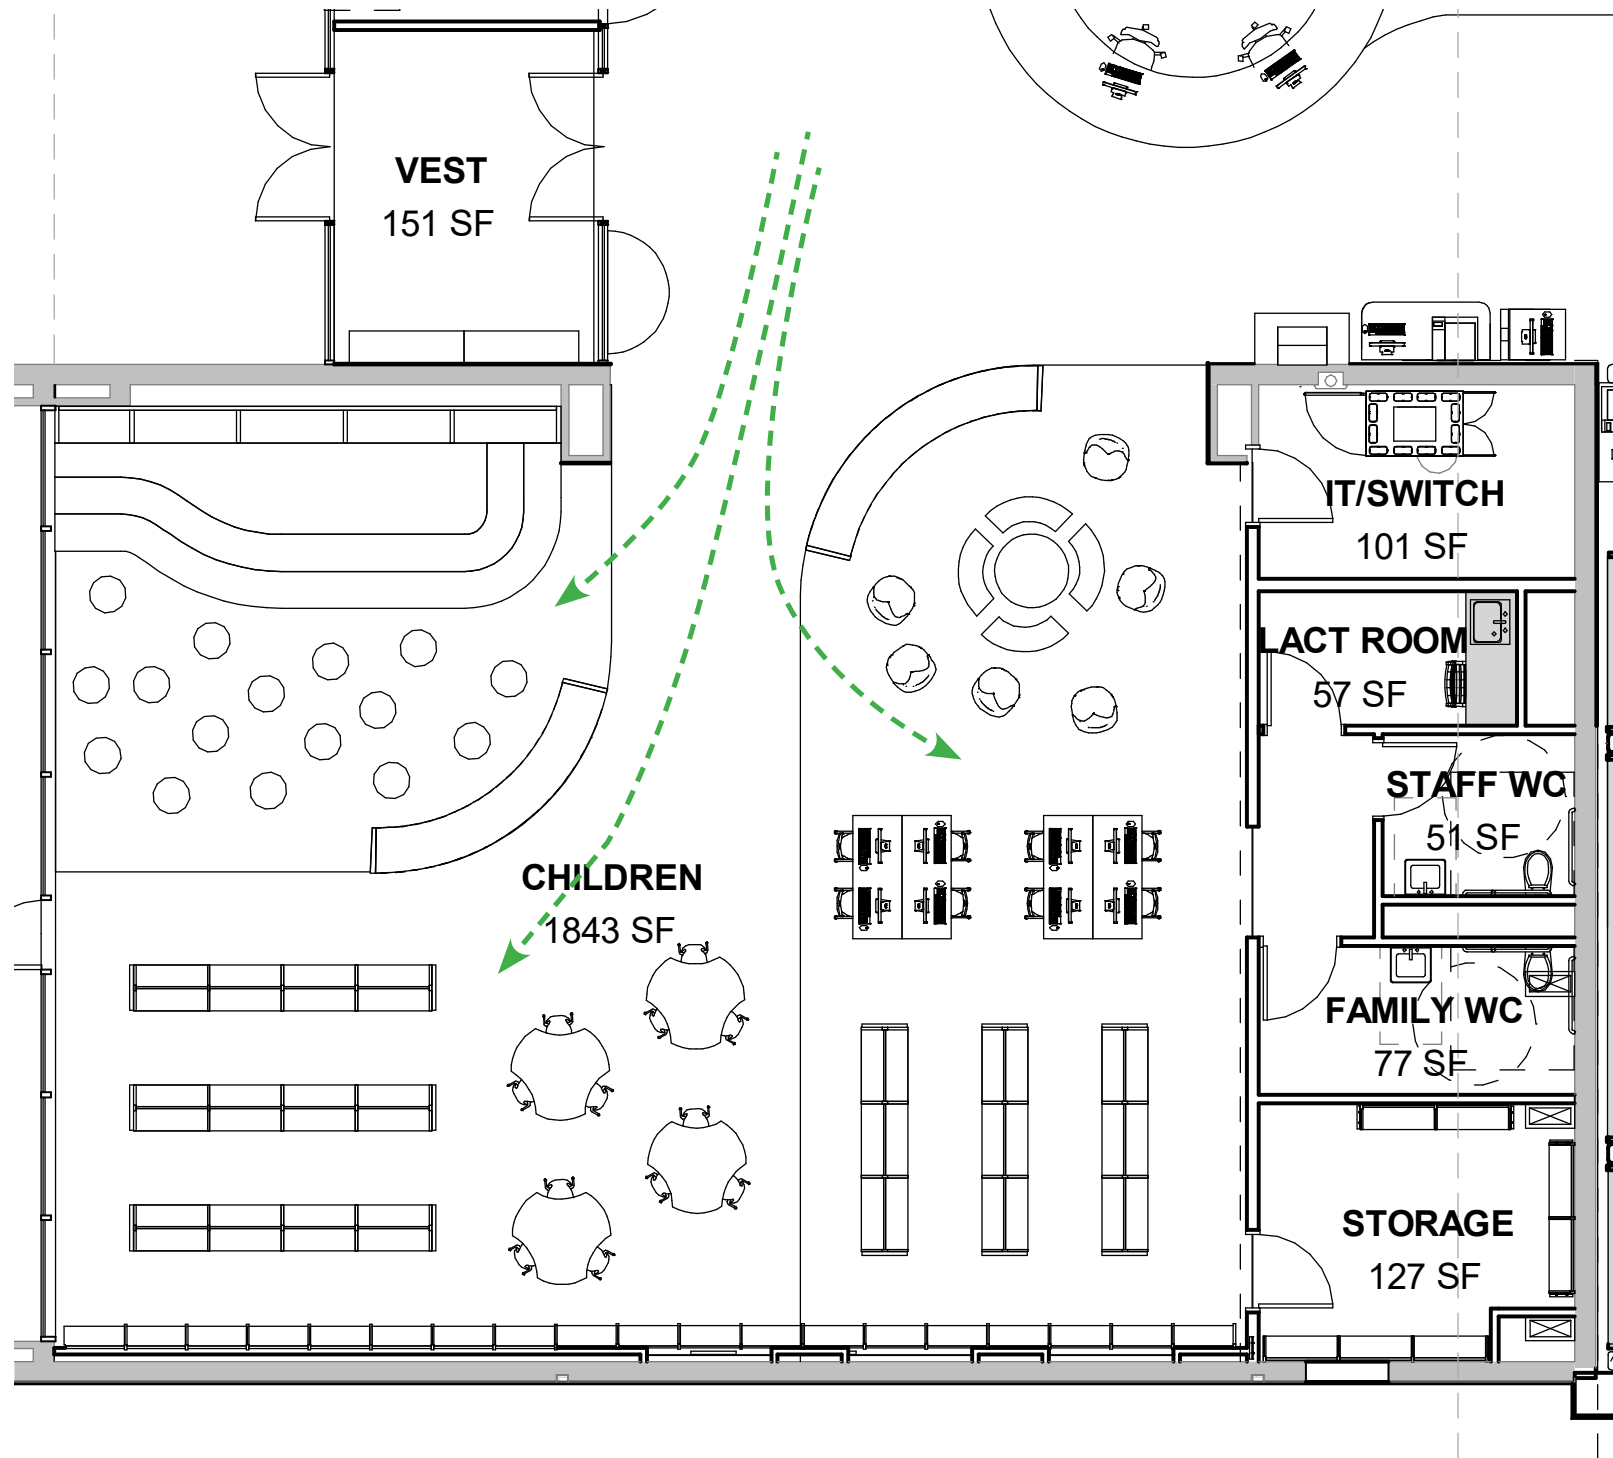 VEST
151 SF
IT/SWITCH
101 SF
LACT ROOM
57 SF
STAFF WC
51 SF
CHILDREN
1843 SF
FAMILY WC
77 SF
STORAGE
127 SF